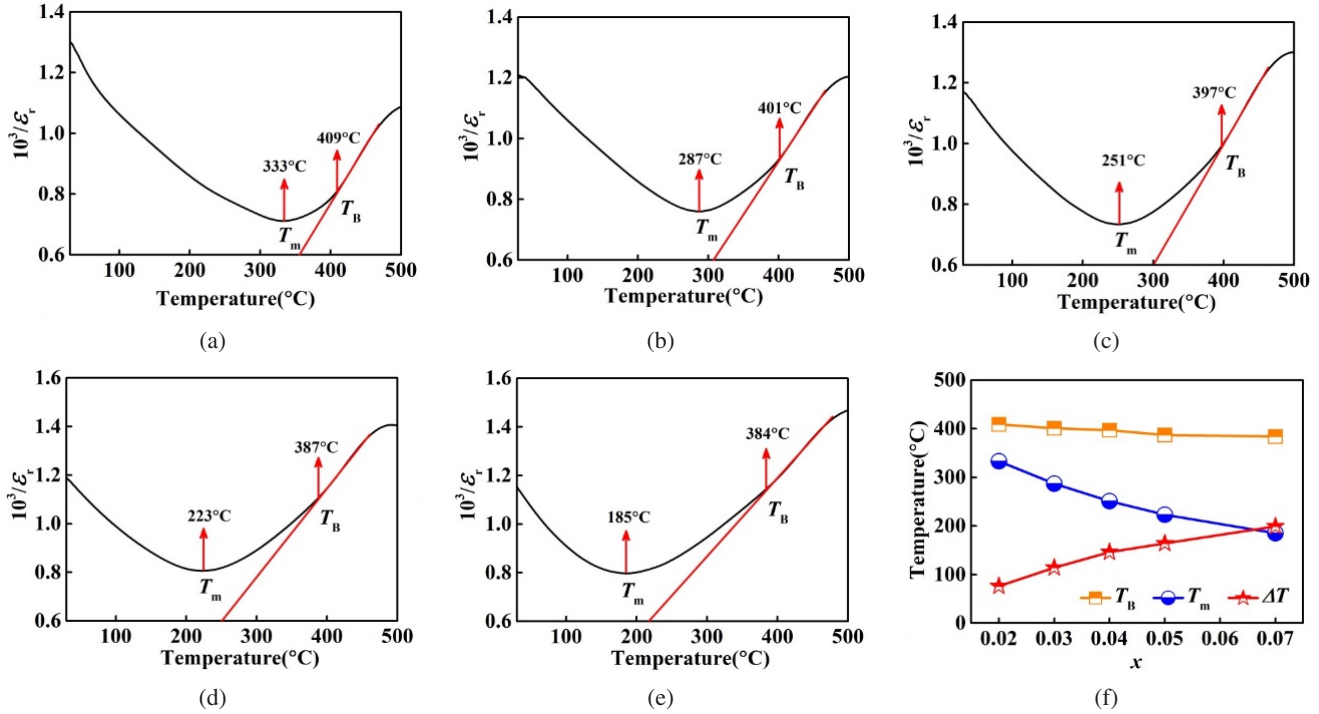 1.4
1.2
1.0
0.8
0.6
10³/εr
333°C
409°C
Tm
TB
100 200 300 400 500
Temperature(°C)
(a)
1.6
1.4
1.2
1.0
0.8
0.6
10³/εr
287°C
401°C
Tm
TB
100 200 300 400 500
Temperature(°C)
(b)
1.4
1.2
1.0
0.8
0.6
10³/εr
251°C
397°C
Tm
TB
100 200 300 400 500
Temperature(°C)
(c)
1.6
1.4
1.2
1.0
0.8
0.6
10³/εr
223°C
387°C
Tm
TB
100 200 300 400 500
Temperature(°C)
(d)
1.6
1.4
1.2
1.0
0.8
0.6
10³/εr
185°C
384°C
Tm
TB
100 200 300 400 500
Temperature(°C)
(e)
500
400
300
200
100
0
Temperature(°C)
TB Tm ΔT
0.02 0.03 0.04 0.05 0.06 0.07
x
(f)